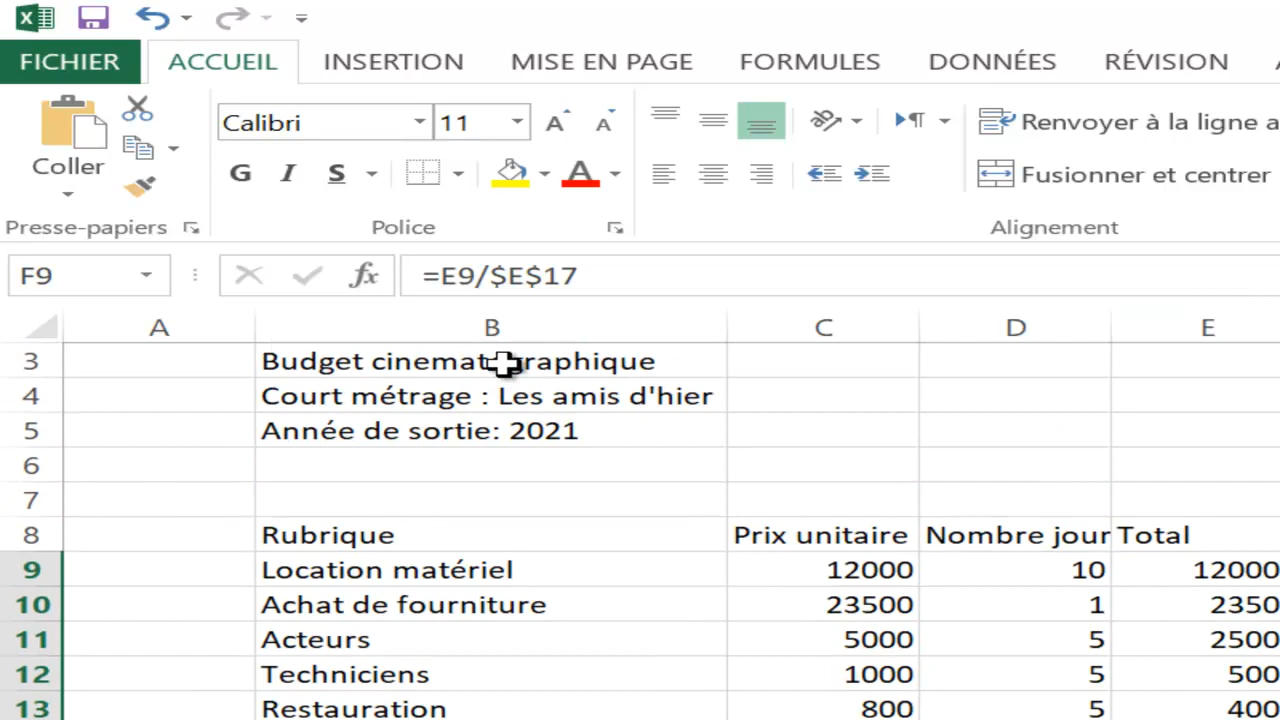 FICHIER ACCUEIL INSERTION MISE EN PAGE FORMULES DONNÉES RÉVISION
Calibri 11 Renvoyer à la ligne a
Coller G I S A Fusionner et centrer
Presse-papiers Police Alignement
F9 fx =E9/$E$17
A B C D E
3 Budget cinematographique
4 Court métrage : Les amis d'hier
5 Année de sortie: 2021
6
7
8 Rubrique Prix unitaire Nombre jour Total
9 Location matériel 12000 10 12000
10 Achat de fourniture 23500 1 2350
11 Acteurs 5000 5 2500
12 Techniciens 1000 5 500
13 Restauration 800 5 400